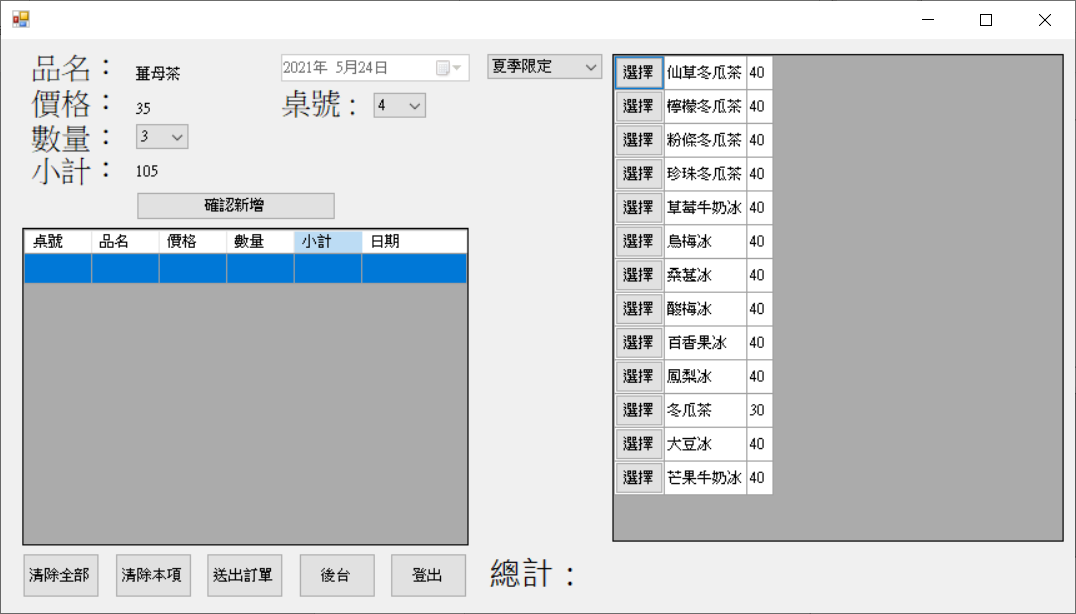 品名： 薑母茶
價格： 35
數量： 3
小計： 105
2021年 5月24日
桌號： 4
夏季限定
確認新增
桌號 品名 價格 數量 小計 日期
選擇 仙草冬瓜茶 40
選擇 檸檬冬瓜茶 40
選擇 粉條冬瓜茶 40
選擇 珍珠冬瓜茶 40
選擇 草莓牛奶冰 40
選擇 烏梅冰 40
選擇 桑葚冰 40
選擇 酸梅冰 40
選擇 百香果冰 40
選擇 鳳梨冰 40
選擇 冬瓜茶 30
選擇 大豆冰 40
選擇 芒果牛奶冰 40
清除全部 清除本項 送出訂單 後台 登出
總計：